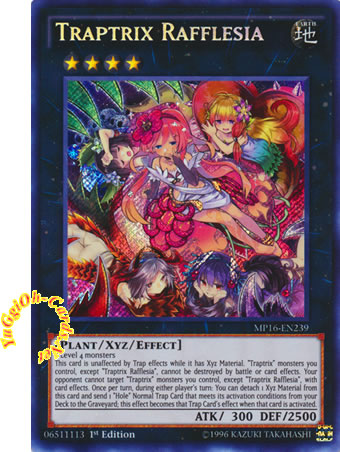 TRAPTRIX RAFFLESIA
EARTH
地
MP16-EN239
[PLANT/XYZ/EFFECT]
Level 4 monsters
This card is unaffected by Trap effects while it has Xyz Material. "Traptrix" monsters you
control, except "Traptrix Rafflesia", cannot be destroyed by battle or card effects. Your
opponent cannot target "Traptrix" monsters you control, except "Traptrix Rafflesia", with
card effects. Once per turn, during either player's turn: You can detach 1 Xyz Material from
this card and send 1 "Hole" Normal Trap Card that meets its activation conditions from your
Deck to the Graveyard; this effect becomes that Trap Card's effect when that card is activated.
ATK/ 300 DEF/2500
06511113 1st Edition ©1996 KAZUKI TAKAHASHI